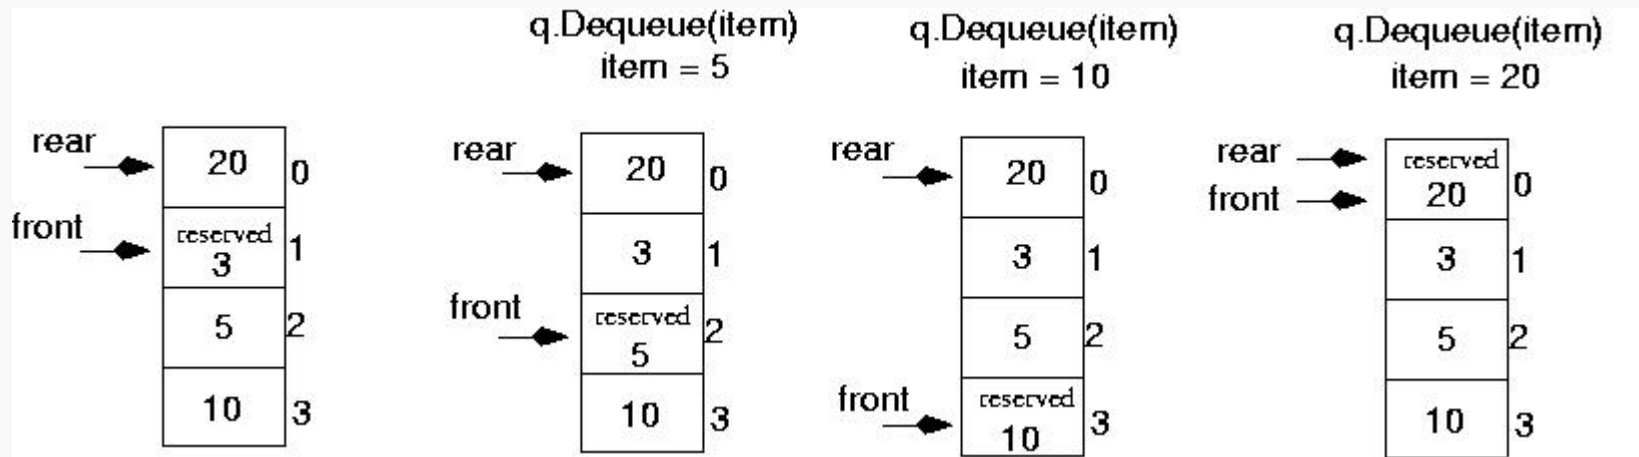 q.Dequeue(item)
item = 5
q.Dequeue(item)
item = 10
q.Dequeue(item)
item = 20
rear
20
0
front
reserved
3
1
5
2
10
3
rear
20
0
3
1
front
reserved
5
2
10
3
rear
20
0
3
1
5
2
front
reserved
10
3
rear
front
reserved
20
0
3
1
5
2
10
3